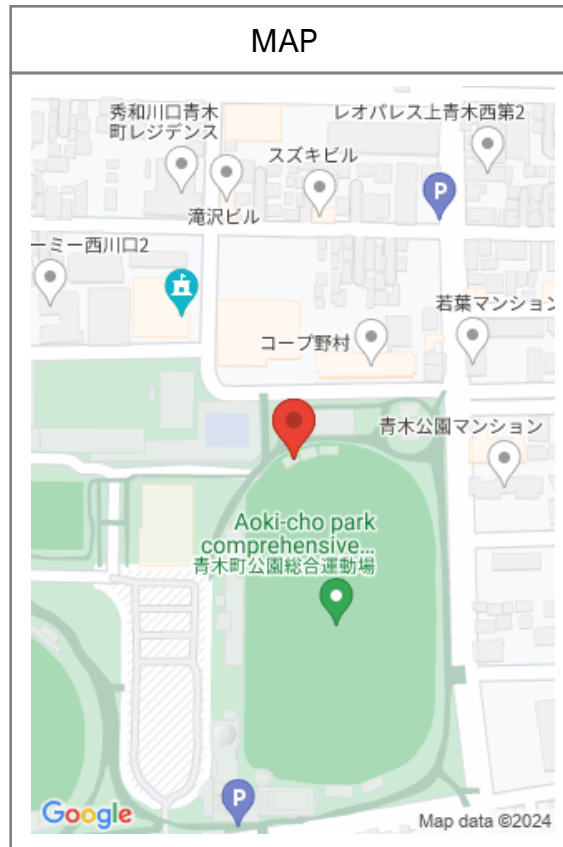 MAP
秀和川口青木
町レジデンス
レオパレス上青木西第2
スズキビル
P
滝沢ビル
ーミー西川口2
若葉マンション
コープ野村
青木公園マンション
Aoki-cho park
comprehensive...
青木町公園総合運動場
P
Google
Map data ©2024